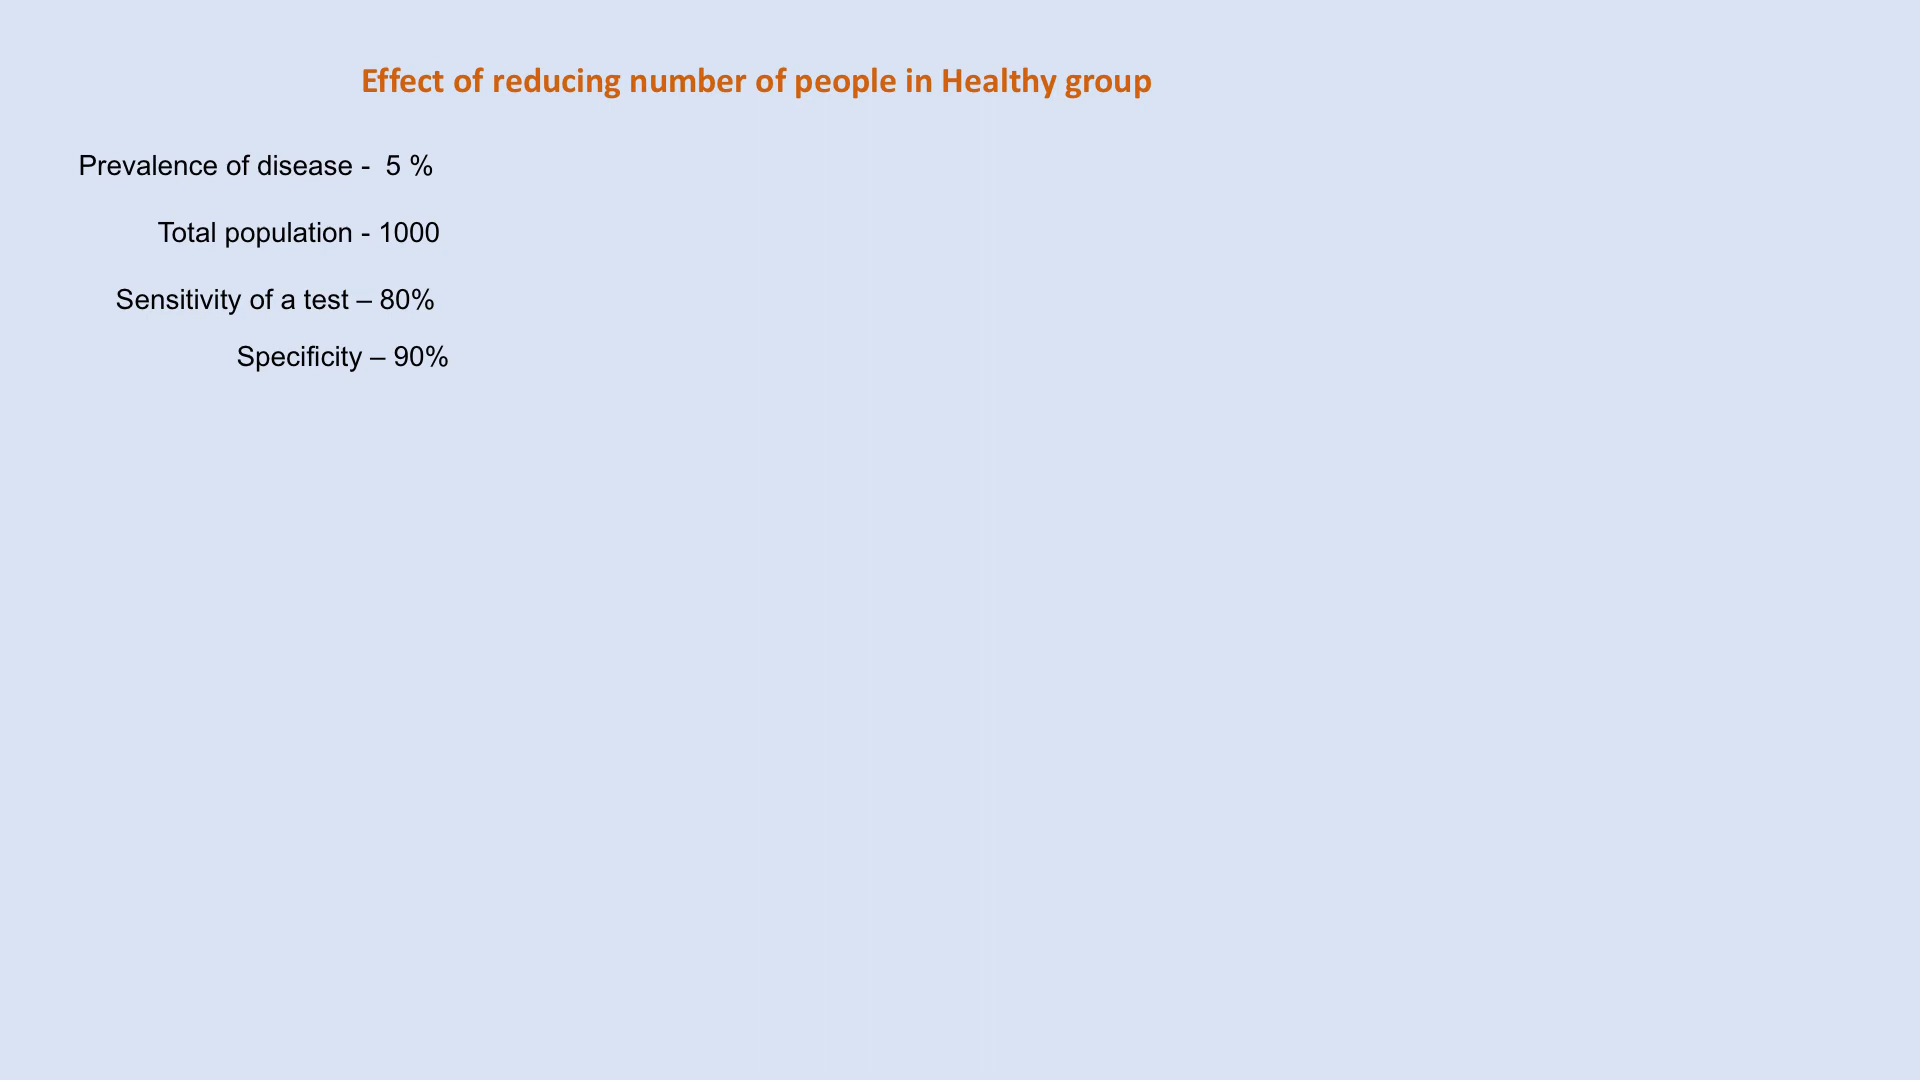 Effect of reducing number of people in Healthy group
Prevalence of disease -  5 %
Total population - 1000
Sensitivity of a test – 80%
Specificity – 90%